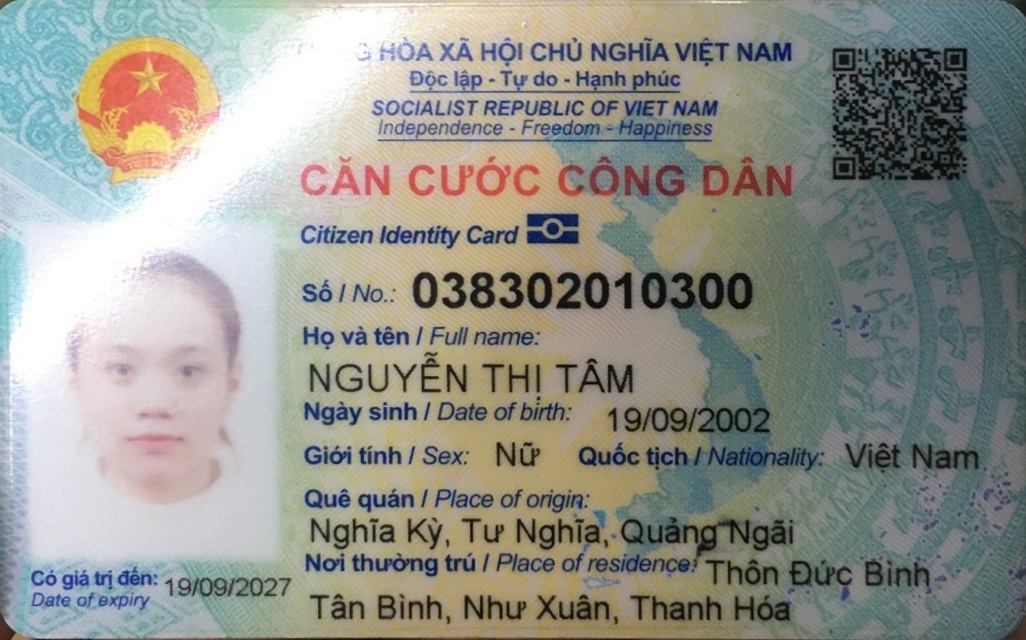 HÒA XÃ HỘI CHỦ NGHĨA VIỆT NAM
Độc lập - Tự do - Hạnh phúc
SOCIALIST REPUBLIC OF VIET NAM
Independence - Freedom - Happiness
CĂN CƯỚC CÔNG DÂN
Citizen Identity Card
Số / No.: 038302010300
Họ và tên / Full name:
NGUYỄN THỊ TÂM
Ngày sinh / Date of birth: 19/09/2002
Giới tính / Sex: Nữ Quốc tịch / Nationality: Việt Nam
Quê quán / Place of origin:
Nghĩa Kỳ, Tư Nghĩa, Quảng Ngãi
Nơi thường trú / Place of residence: Thôn Đức Bình
Tân Bình, Như Xuân, Thanh Hóa
Có giá trị đến: 19/09/2027
Date of expiry